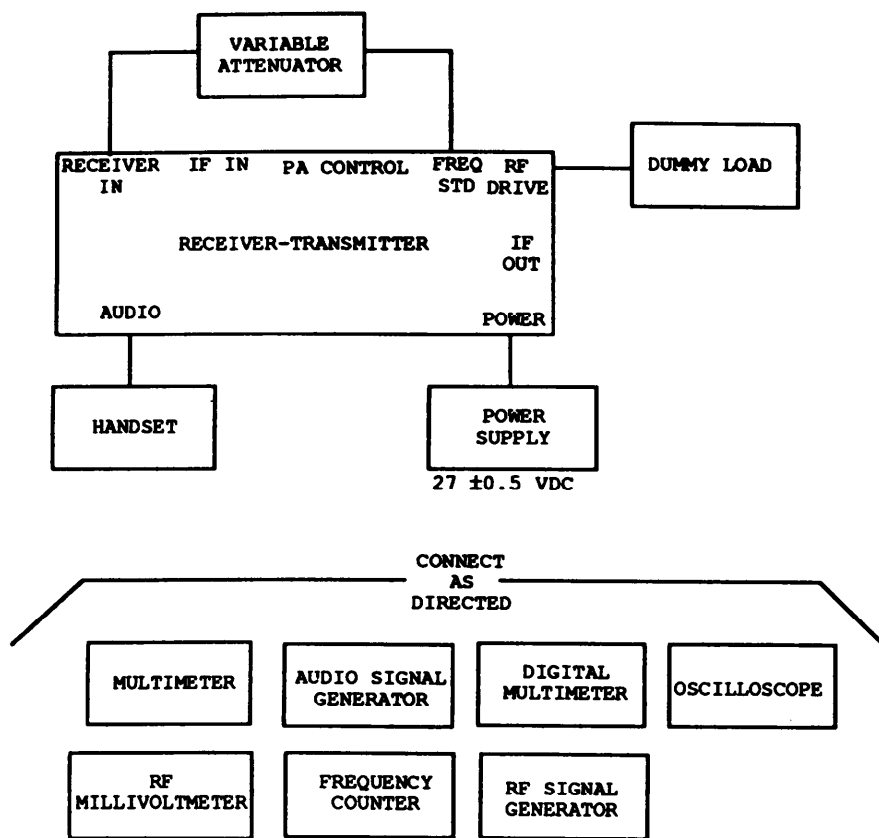 VARIABLE
ATTENUATOR
RECEIVER
IN
IF IN
PA CONTROL
FREQ
STD
RF
DRIVE
DUMMY LOAD
RECEIVER-TRANSMITTER
IF
OUT
AUDIO
POWER
HANDSET
POWER
SUPPLY
27 ±0.5 VDC
CONNECT
AS
DIRECTED
MULTIMETER
AUDIO SIGNAL
GENERATOR
DIGITAL
MULTIMETER
OSCILLOSCOPE
RF
MILLIVOLTMETER
FREQUENCY
COUNTER
RF SIGNAL
GENERATOR